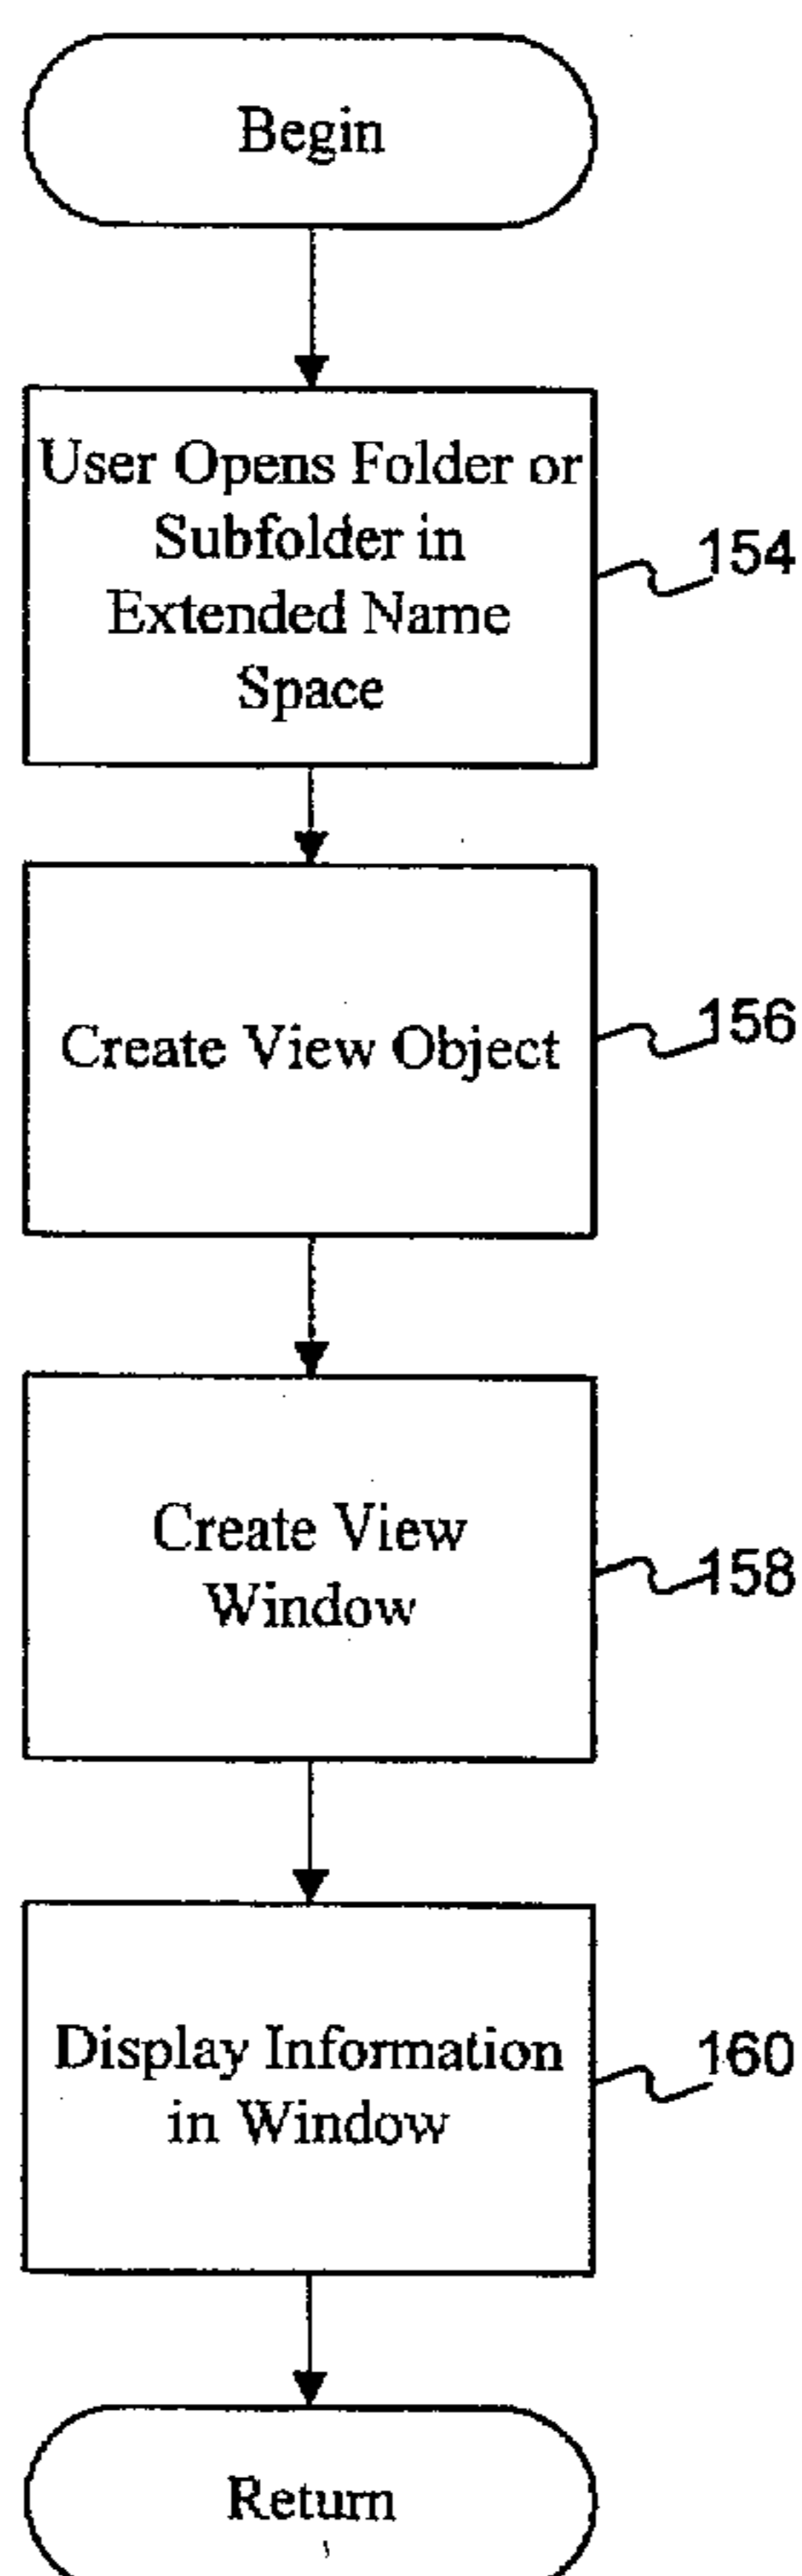 Begin
User Opens Folder or
Subfolder in
Extended Name
Space
154
Create View Object
156
Create View
Window
158
Display Information
in Window
160
Return